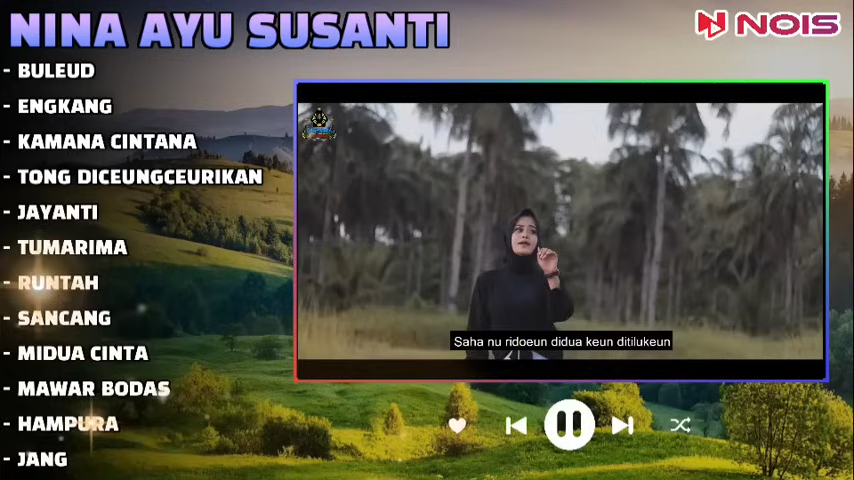 NINA AYU SUSANTI
NOIS
- BULEUD
- ENGKANG
- KAMANA CINTANA
- TONG DICEUNGCEURIKAN
- JAYANTI
- TUMARIMA
- RUNTAH
- SANCANG
- MIDUA CINTA
- MAWAR BODAS
- HAMPURA
- JANG
Saha nu ridoeun didua keun ditilukeun